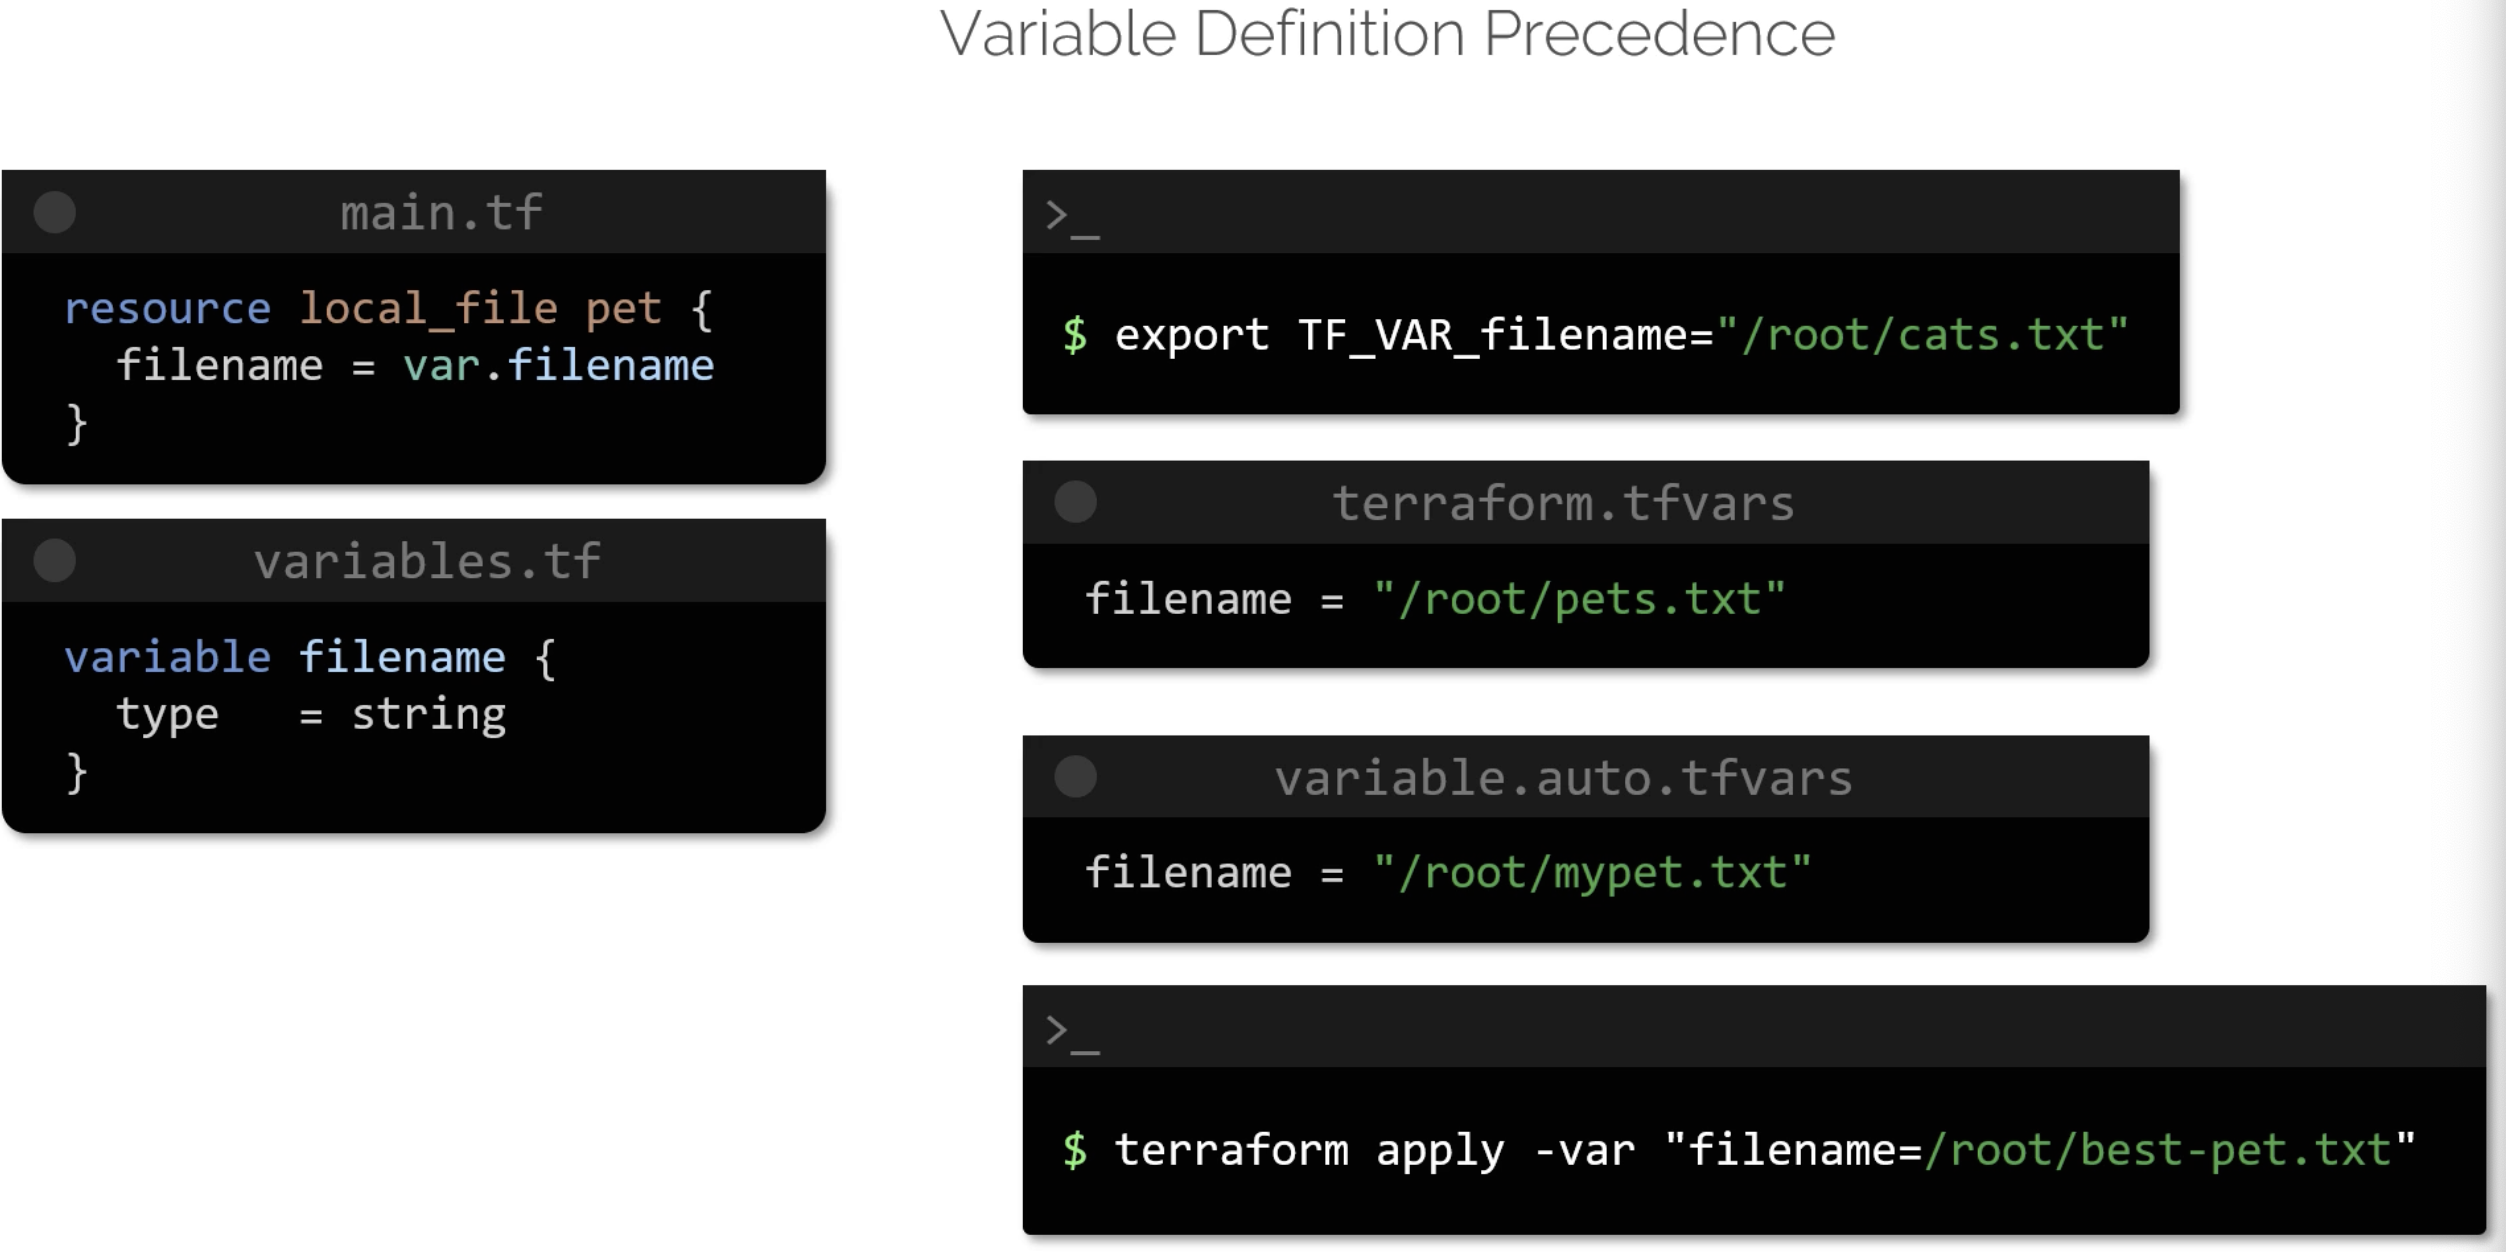 Variable Definition Precedence
main.tf
resource local_file pet {
  filename = var.filename
}
variables.tf
variable filename {
  type   = string
}
>_
$ export TF_VAR_filename="/root/cats.txt"
terraform.tfvars
filename = "/root/pets.txt"
variable.auto.tfvars
filename = "/root/mypet.txt"
>_
$ terraform apply -var "filename=/root/best-pet.txt"